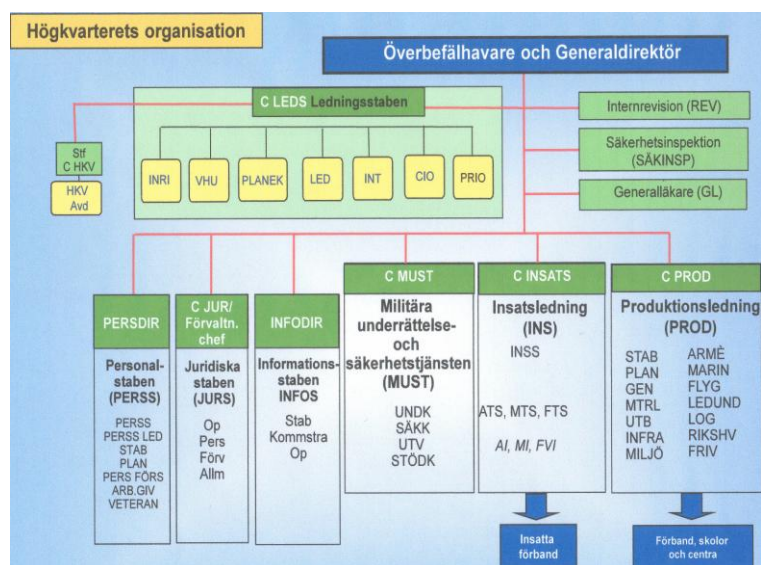 Högkvarterets organisation
Överbefälhavare och Generaldirektör
C LEDS Ledningsstaben
Internrevision (REV)
Säkerhetsinspektion
(SÄKINSP)
Generalläkare (GL)
Stf
C HKV
HKV
Avd
INRI
VHU
PLANEK
LED
INT
CIO
PRIO
PERSDIR
Personal-
staben
(PERSS)
PERSS
PERSS LED
STAB
PLAN
PERS FÖRS
ARB.GIV
VETERAN
C JUR/
Förvaltn.
chef
Juridiska
staben
(JURS)
Op
Pers
Förv
Allm
INFODIR
Informations-
staben
INFOS
Stab
Kommstra
Op
C MUST
Militära
underrättelse-
och
säkerhetstjänsten
(MUST)
UNDK
SÄKK
UTV
STÖDK
C INSATS
Insatsledning
(INS)
INSS
ATS, MTS, FTS
AI, MI, FVI
Insatta
förband
C PROD
Produktionsledning
(PROD)
STAB
PLAN
GEN
MTRL
UTB
INFRA
MILJÖ
ARMÈ
MARIN
FLYG
LEDUND
LOG
RIKSHV
FRIV
Förband, skolor
och centra